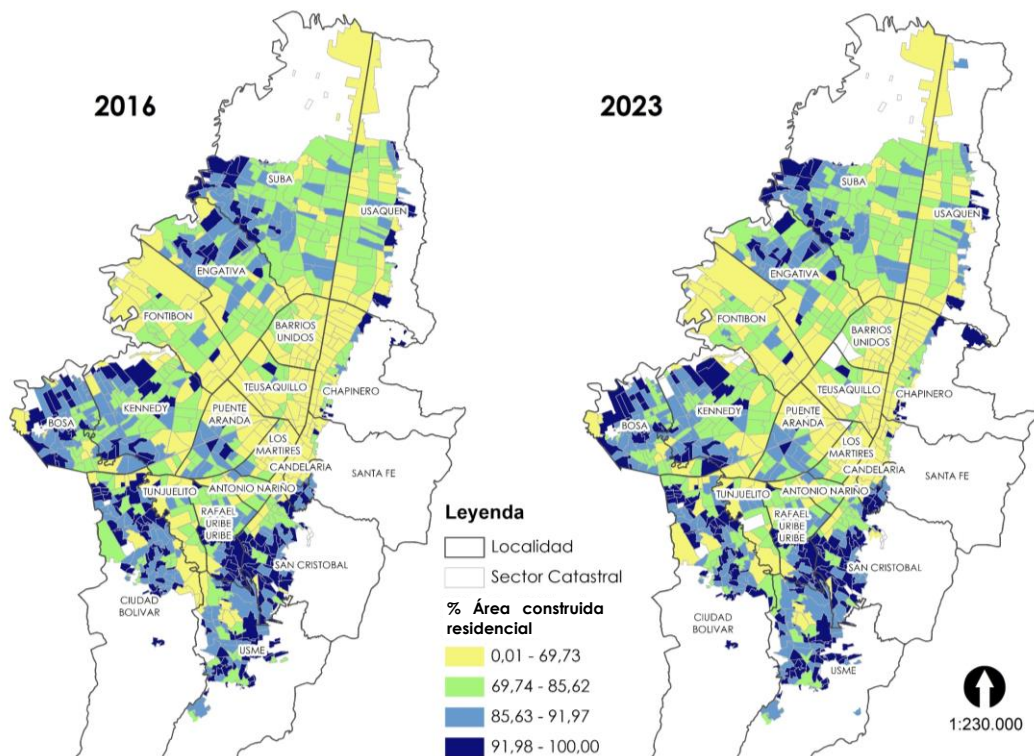 2016
SUBA
USAQUEN
ENGATIVA
FONTIBON
BARRIOS
UNIDOS
TEUSAQUILLO
CHAPINERO
KENNEDY
PUENTE
ARANDA
BOSA
LOS
MARTIRES
CANDELARIA
SANTA FE
TUNJUELITO
ANTONIO NARIÑO
RAFAEL
URIBE
URIBE
SAN CRISTOBAL
CIUDAD
BOLIVAR
USME
2023
SUBA
USAQUEN
ENGATIVA
FONTIBON
BARRIOS
UNIDOS
TEUSAQUILLO
CHAPINERO
KENNEDY
PUENTE
ARANDA
BOSA
LOS
MARTIRES
CANDELARIA
SANTA FE
TUNJUELITO
ANTONIO NARIÑO
RAFAEL
URIBE
URIBE
SAN CRISTOBAL
CIUDAD
BOLIVAR
USME
Leyenda
Localidad
Sector Catastral
% Área construida
residencial
0,01 - 69,73
69,74 - 85,62
85,63 - 91,97
91,98 - 100,00
1:230.000